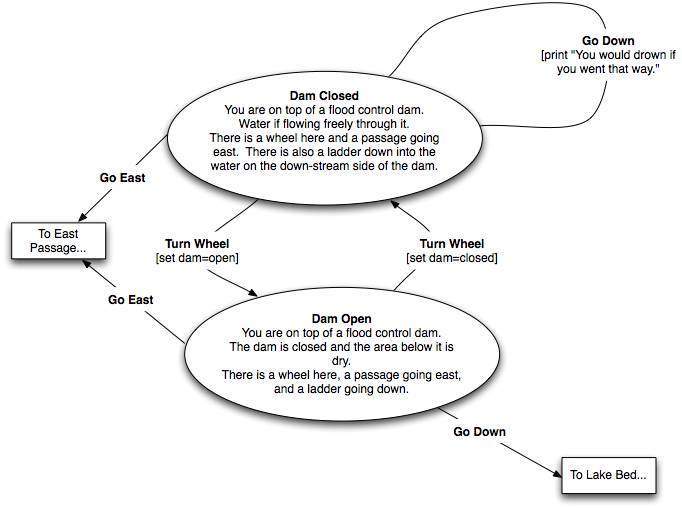 Go Down
[print "You would drown if
you went that way."
Dam Closed
You are on top of a flood control dam.
Water if flowing freely through it.
There is a wheel here and a passage going
east.  There is also a ladder down into the
water on the down-stream side of the dam.
Go East
To East
Passage...
Turn Wheel
[set dam=open]
Turn Wheel
[set dam=closed]
Go East
Dam Open
You are on top of a flood control dam.
The dam is closed and the area below it is
dry.
There is a wheel here, a passage going east,
and a ladder going down.
Go Down
To Lake Bed...